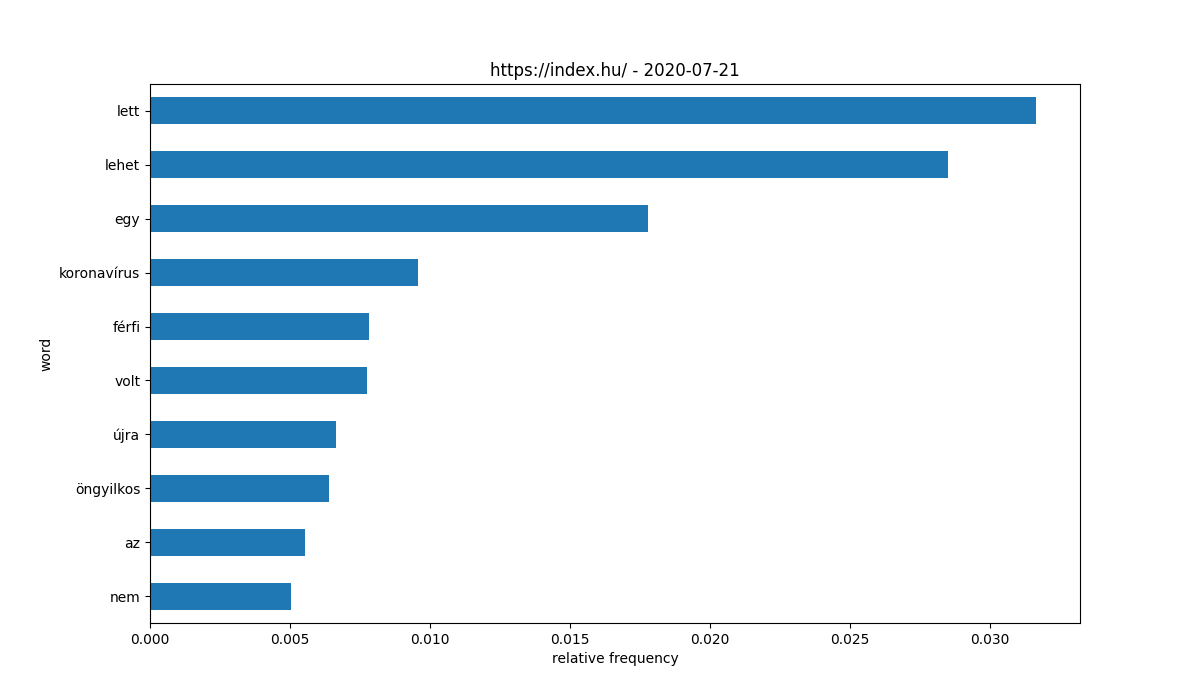 https://index.hu/ - 2020-07-21
word
lett
lehet
egy
koronavírus
férfi
volt
újra
öngyilkos
az
nem
0.000 0.005 0.010 0.015 0.020 0.025 0.030
relative frequency